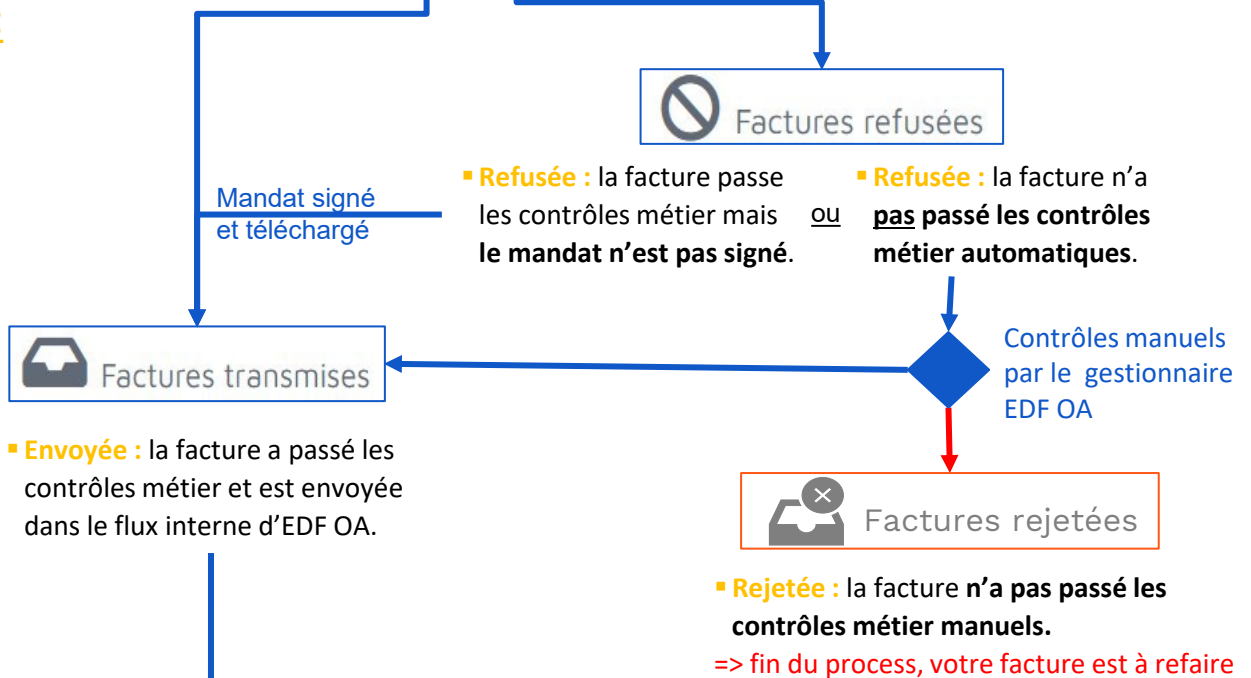 Factures refusées
▪ Refusée : la facture passe
les contrôles métier mais
le mandat n’est pas signé.
ou
▪ Refusée : la facture n’a
pas passé les contrôles
métier automatiques.
Mandat signé
et téléchargé
Contrôles manuels
par le gestionnaire
EDF OA
Factures transmises
▪ Envoyée : la facture a passé les
contrôles métier et est envoyée
dans le flux interne d’EDF OA.
Factures rejetées
▪ Rejetée : la facture n’a pas passé les
contrôles métier manuels.
=> fin du process, votre facture est à refaire